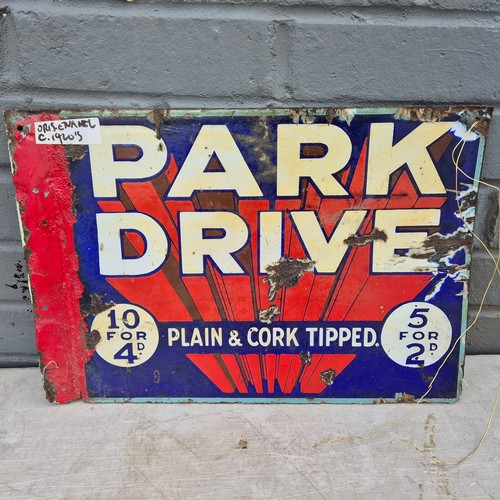 ORIG ENAMEL
C. 1920'S
PARK
DRIVE
10
FOR
4D.
PLAIN & CORK TIPPED.
5
FOR
2D.